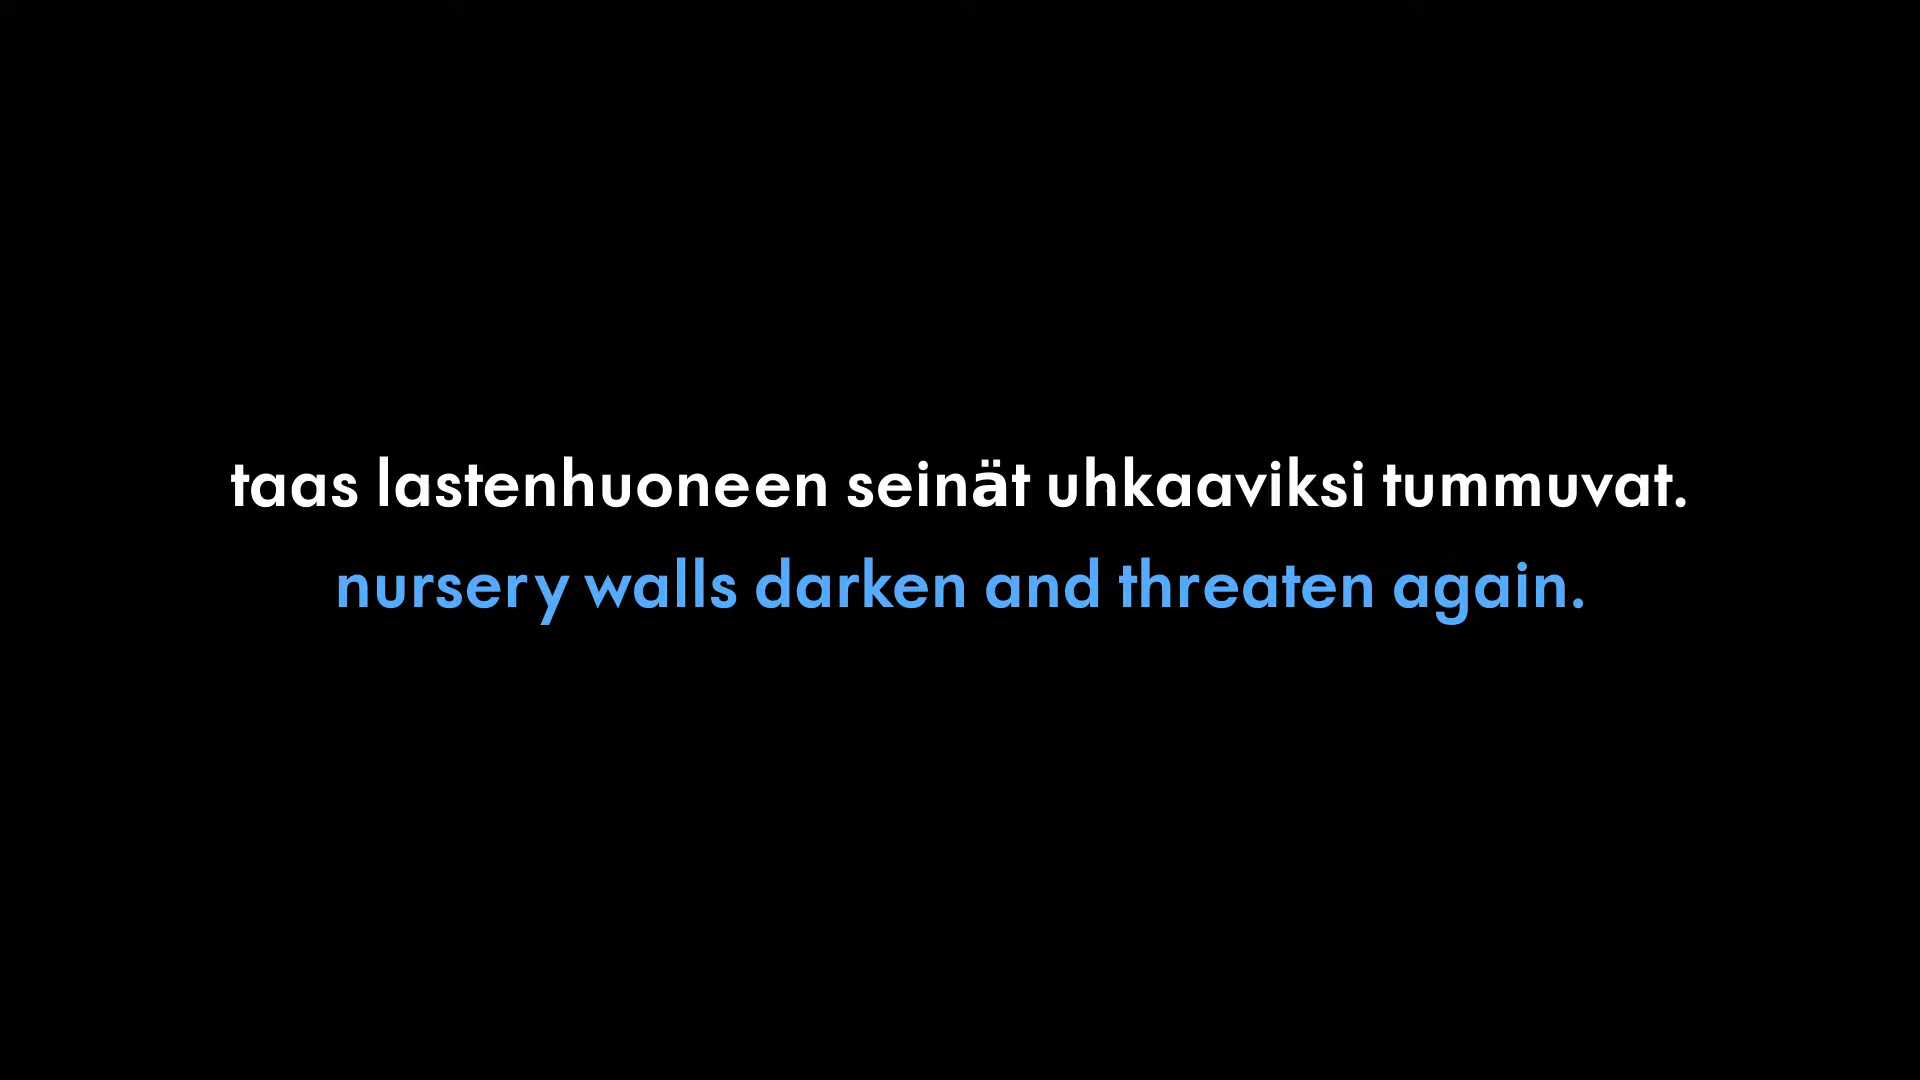 taas lastenhuoneen seinät uhkaaviksi tummuvat.
nursery walls darken and threaten again.